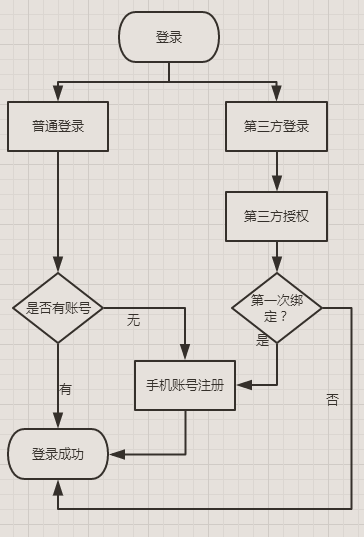 登录
普通登录
第三方登录
第三方授权
是否有账号
无
第一次绑
定？
是
手机账号注册
否
有
登录成功